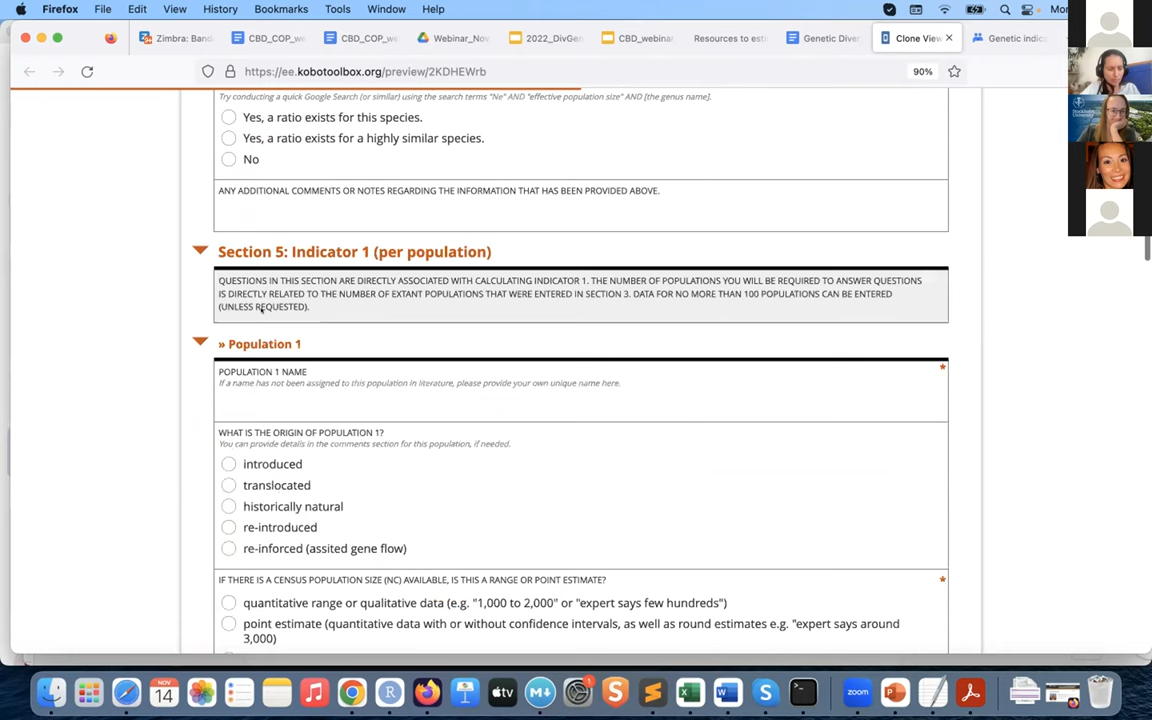 Firefox File Edit View History Bookmarks Tools Window Help Mo
Zimbra: Band CBD_COP_we CBD_COP_we Webinar_Nov 2022_DivGen CBD_webina Resources to esti Genetic Diver Clone View Genetic indic
https://ee.kobotoolbox.org/preview/2KDHEWrb 90%
Try conducting a quick Google Search (or similar) using the search terms "Ne" AND "effective population size" AND [the genus name].
Yes, a ratio exists for this species.
Yes, a ratio exists for a highly similar species.
No
ANY ADDITIONAL COMMENTS OR NOTES REGARDING THE INFORMATION THAT HAS BEEN PROVIDED ABOVE.
Section 5: Indicator 1 (per population)
QUESTIONS IN THIS SECTION ARE DIRECTLY ASSOCIATED WITH CALCULATING INDICATOR 1. THE NUMBER OF POPULATIONS YOU WILL BE REQUIRED TO ANSWER QUESTIONS
IS DIRECTLY RELATED TO THE NUMBER OF EXTANT POPULATIONS THAT WERE ENTERED IN SECTION 3. DATA FOR NO MORE THAN 100 POPULATIONS CAN BE ENTERED
(UNLESS REQUESTED).
» Population 1
POPULATION 1 NAME *
If a name has not been assigned to this population in literature, please provide your own unique name here.
WHAT IS THE ORIGIN OF POPULATION 1?
You can provide details in the comments section for this population, if needed.
introduced
translocated
historically natural
re-introduced
re-inforced (assited gene flow)
IF THERE IS A CENSUS POPULATION SIZE (NC) AVAILABLE, IS THIS A RANGE OR POINT ESTIMATE? *
quantitative range or qualitative data (e.g. "1,000 to 2,000" or "expert says few hundreds")
point estimate (quantitative data with or without confidence intervals, as well as round estimates e.g. "expert says around
3,000)
NOV
14
tv
zoom